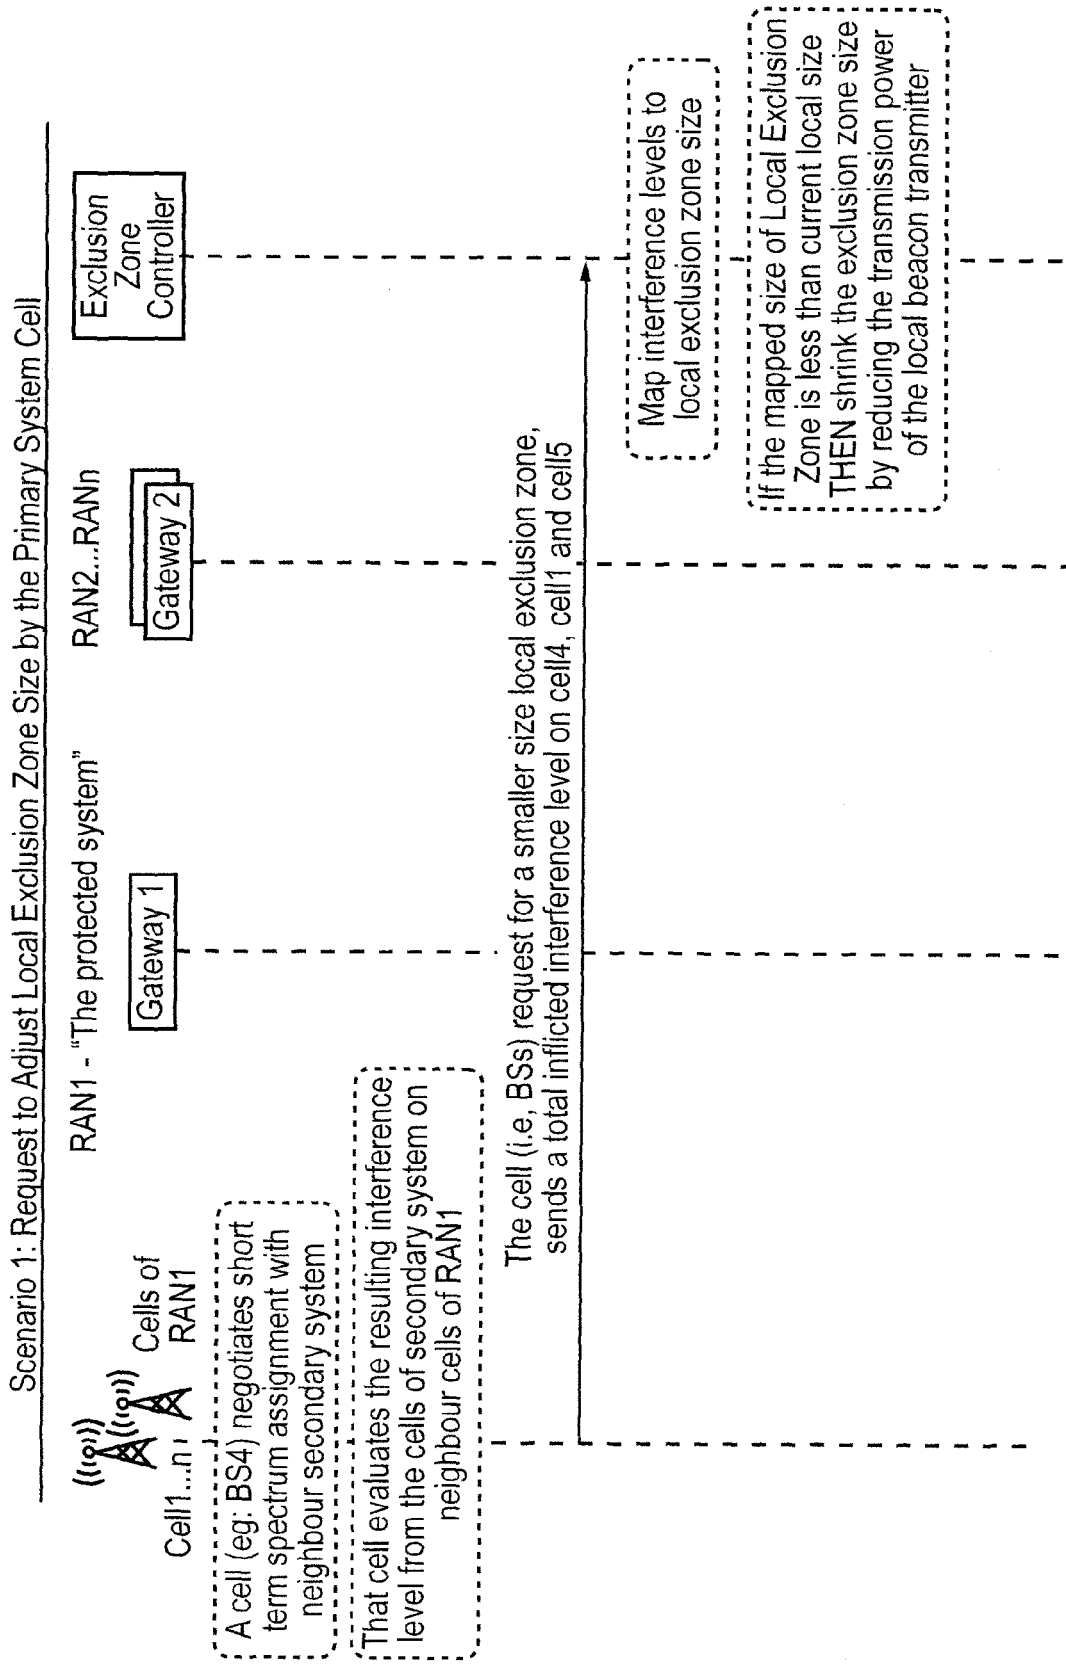 Scenario 1: Request to Adjust Local Exclusion Zone Size by the Primary System Cell
RAN1 - "The protected system"
RAN2...RANn
Cell1...n
Cells of
RAN1
Gateway 1
Gateway 2
Exclusion
Zone
Controller
A cell (eg: BS4) negotiates short
term spectrum assignment with
neighbour secondary system
That cell evaluates the resulting interference
level from the cells of secondary system on
neighbour cells of RAN1
The cell (i.e, BSs) request for a smaller size local exclusion zone,
sends a total inflicted interference level on cell4, cell1 and cell5
Map interference levels to
local exclusion zone size
If the mapped size of Local Exclusion
Zone is less than current local size
THEN shrink the exclusion zone size
by reducing the transmission power
of the local beacon transmitter